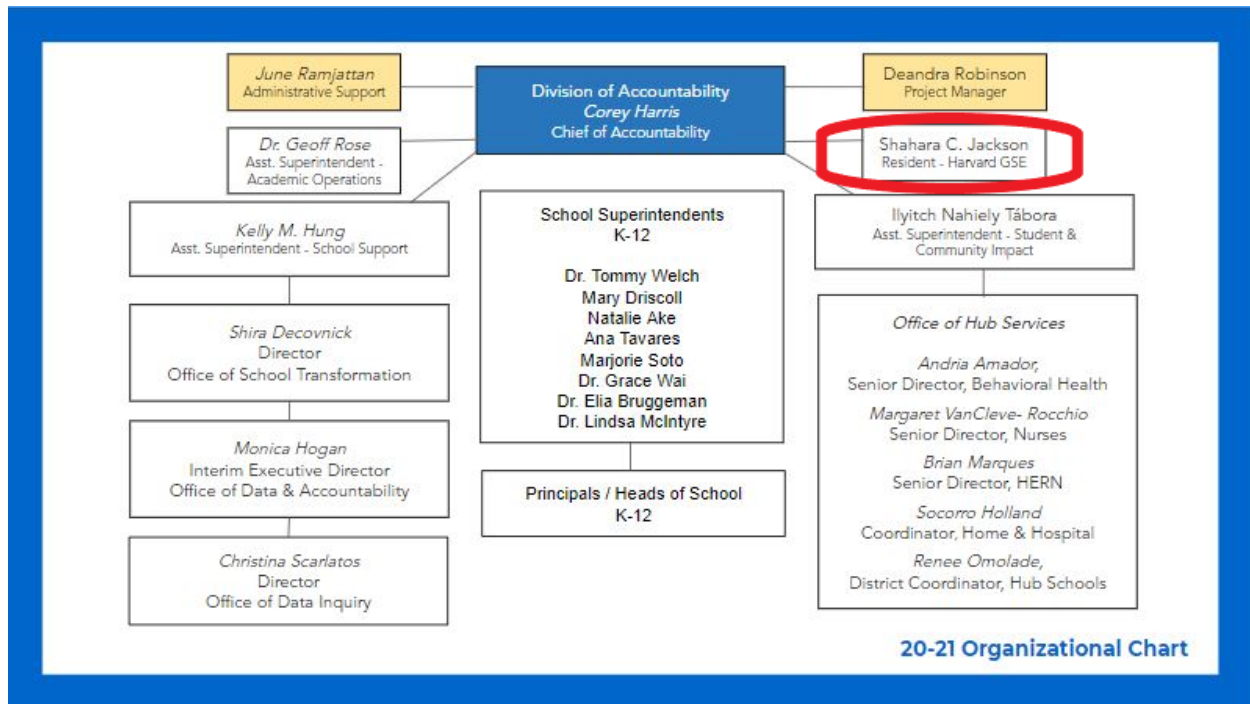 June Ramjattan
Administrative Support
Division of Accountability
Corey Harris
Chief of Accountability
Deandra Robinson
Project Manager
Dr. Geoff Rose
Asst. Superintendent -
Academic Operations
Shahara C. Jackson
Resident - Harvard GSE
Kelly M. Hung
Asst. Superintendent - School Support
School Superintendents
K-12
Dr. Tommy Welch
Mary Driscoll
Natalie Ake
Ana Tavares
Marjorie Soto
Dr. Grace Wai
Dr. Elia Bruggeman
Dr. Lindsa McIntyre
Ilyitch Nahiely Tábora
Asst. Superintendent - Student &
Community Impact
Shira Decovnick
Director
Office of School Transformation
Monica Hogan
Interim Executive Director
Office of Data & Accountability
Christina Scarlatos
Director
Office of Data Inquiry
Principals / Heads of School
K-12
Office of Hub Services
Andria Amador,
Senior Director, Behavioral Health
Margaret VanCleve- Rocchio
Senior Director, Nurses
Brian Marques
Senior Director, HERN
Socorro Holland
Coordinator, Home & Hospital
Renee Omolade,
District Coordinator, Hub Schools
20-21 Organizational Chart